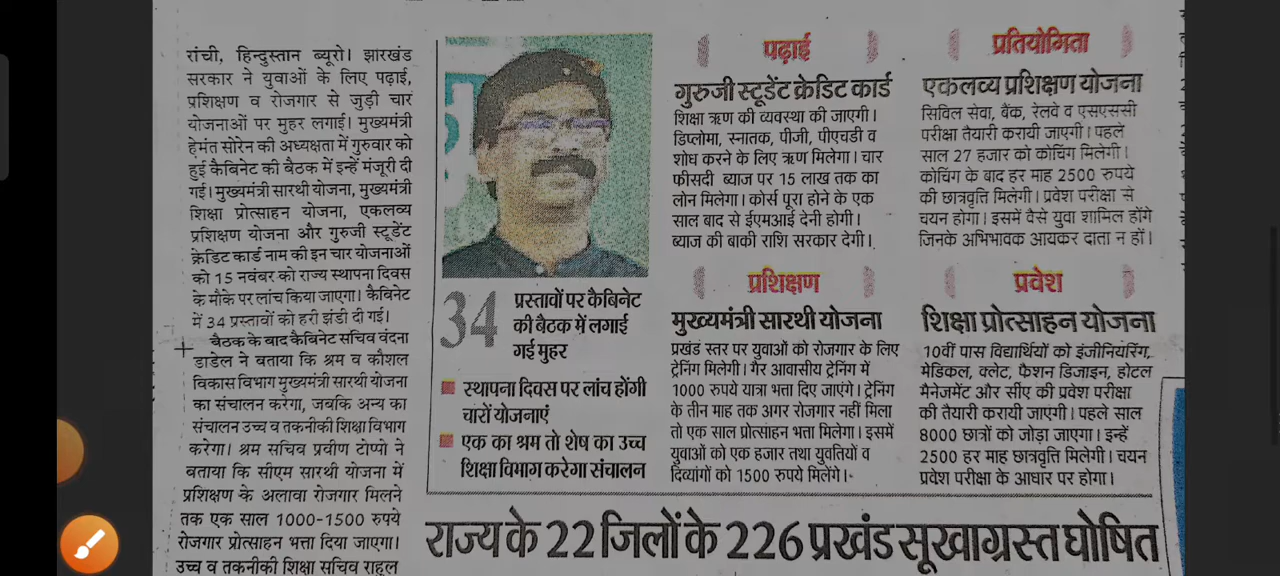 रांची, हिन्दुस्तान ब्यूरो। झारखंड
सरकार ने युवाओं के लिए पढ़ाई,
प्रशिक्षण व रोजगार से जुड़ी चार
योजनाओं पर मुहर लगाई। मुख्यमंत्री
हेमंत सोरेन की अध्यक्षता में गुरुवार को
हुई कैबिनेट की बैठक में इन्हें मंजूरी दी
गई। मुख्यमंत्री सारथी योजना, मुख्यमंत्री
शिक्षा प्रोत्साहन योजना, एकलव्य
प्रशिक्षण योजना और गुरुजी स्टूडेंट
क्रेडिट कार्ड नाम की इन चार योजनाओं
को 15 नवंबर को राज्य स्थापना दिवस
के मौके पर लांच किया जाएगा। कैबिनेट
में 34 प्रस्तावों को हरी झंडी दी गई।
बैठक के बाद कैबिनेट सचिव वंदना
डाडेल ने बताया कि श्रम व कौशल
विकास विभाग मुख्यमंत्री सारथी योजना
का संचालन करेगा, जबकि अन्य का
संचालन उच्च व तकनीकी शिक्षा विभाग
करेगा। श्रम सचिव प्रवीण टोप्पो ने
बताया कि सीएम सारथी योजना में
प्रशिक्षण के अलावा रोजगार मिलने
तक एक साल 1000-1500 रुपये
रोजगार प्रोत्साहन भत्ता दिया जाएगा।
उच्च व तकनीकी शिक्षा सचिव राहुल
34 प्रस्तावों पर कैबिनेट
की बैठक में लगाई
गई मुहर
स्थापना दिवस पर लांच होंगी
चारों योजनाएं
एक का श्रम तो शेष का उच्च
शिक्षा विभाग करेगा संचालन
पढ़ाई
गुरुजी स्टूडेंट क्रेडिट कार्ड
शिक्षा ऋण की व्यवस्था की जाएगी।
डिप्लोमा, स्नातक, पीजी, पीएचडी व
शोध करने के लिए ऋण मिलेगा। चार
फीसदी ब्याज पर 15 लाख तक का
लोन मिलेगा। कोर्स पूरा होने के एक
साल बाद से ईएमआई देनी होगी।
ब्याज की बाकी राशि सरकार देगी।
प्रतियोगिता
एकलव्य प्रशिक्षण योजना
सिविल सेवा, बैंक, रेलवे व एसएससी
परीक्षा तैयारी करायी जाएगी। पहले
साल 27 हजार को कोचिंग मिलेगी।
कोचिंग के बाद हर माह 2500 रुपये
की छात्रवृत्ति मिलेगी। प्रवेश परीक्षा से
चयन होगा। इसमें वैसे युवा शामिल होंगे
जिनके अभिभावक आयकर दाता न हों।
प्रशिक्षण
मुख्यमंत्री सारथी योजना
प्रखंड स्तर पर युवाओं को रोजगार के लिए
ट्रेनिंग मिलेगी। गैर आवासीय ट्रेनिंग में
1000 रुपये यात्रा भत्ता दिए जाएंगे। ट्रेनिंग
के तीन माह तक अगर रोजगार नहीं मिला
तो एक साल प्रोत्साहन भत्ता मिलेगा। इसमें
युवाओं को एक हजार तथा युवतियों व
दिव्यांगों को 1500 रुपये मिलेंगे।
प्रवेश
शिक्षा प्रोत्साहन योजना
10वीं पास विद्यार्थियों को इंजीनियरिंग,
मेडिकल, क्लेट, फैशन डिजाइन, होटल
मैनेजमेंट और सीए की प्रवेश परीक्षा
की तैयारी करायी जाएंगी। पहले साल
8000 छात्रों को जोड़ा जाएगा। इन्हें
2500 हर माह छात्रवृत्ति मिलेगी। चयन
प्रवेश परीक्षा के आधार पर होगा।
राज्य के 22 जिलों के 226 प्रखंड सूखाग्रस्त घोषित